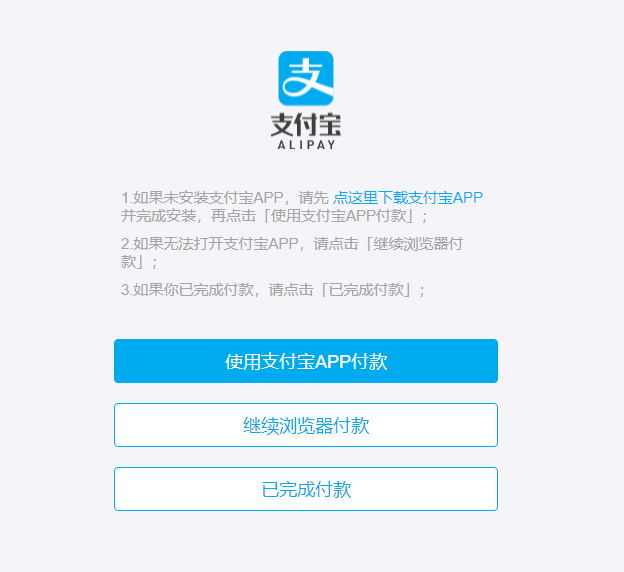 支
支付宝
ALIPAY
1.如果未安装支付宝APP，请先 点这里下载支付宝APP
并完成安装，再点击「使用支付宝APP付款」；
2.如果无法打开支付宝APP，请点击「继续浏览器付
款」；
3.如果你已完成付款，请点击「已完成付款」；
使用支付宝APP付款
继续浏览器付款
已完成付款